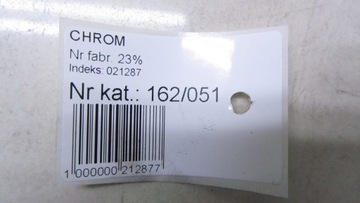 CHROM
Nr fabr. 23%
Indeks: 021287
Nr kat.: 162/051
1 000000 212877